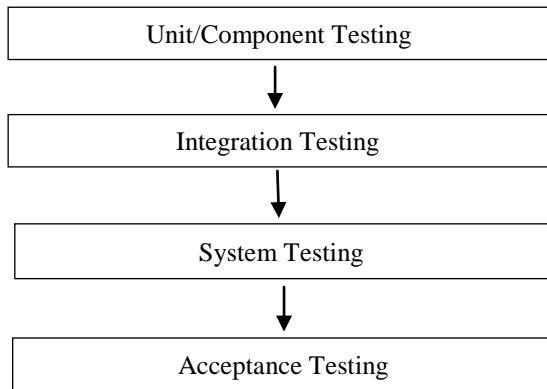 Unit/Component Testing
Integration Testing
System Testing
Acceptance Testing